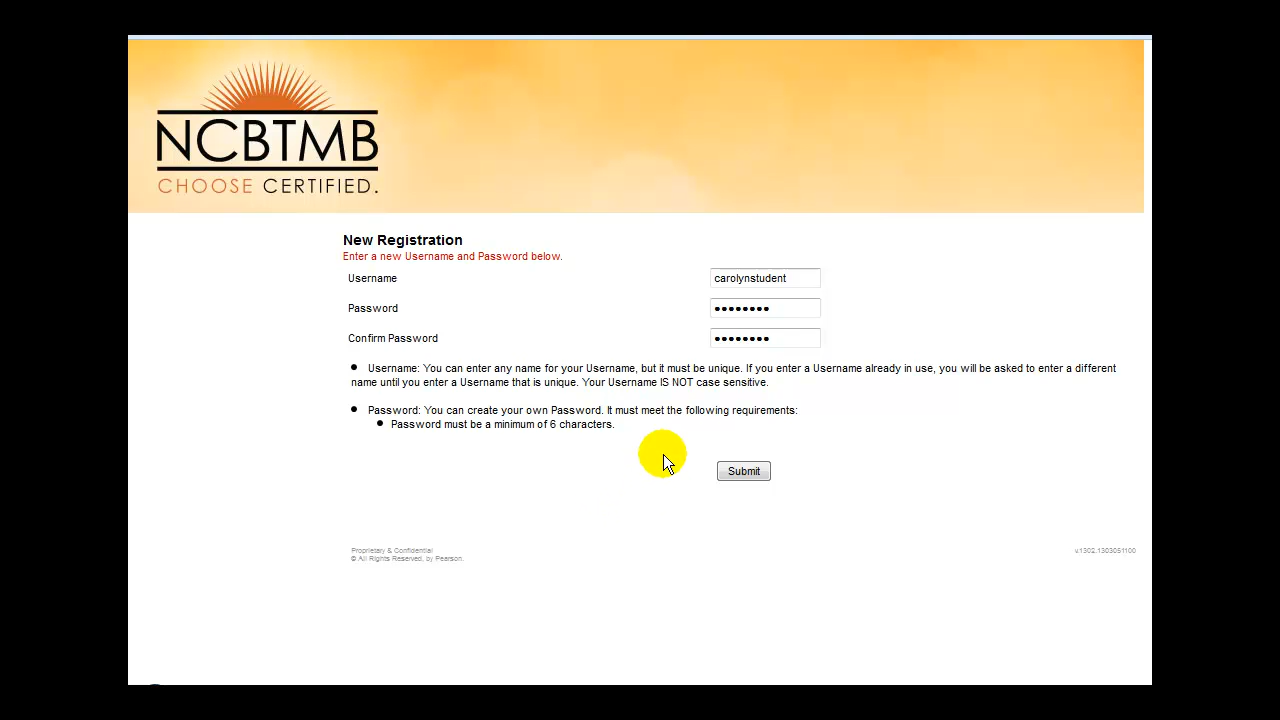 NCBTMB
CHOOSE CERTIFIED.
New Registration
Enter a new Username and Password below.
Username
carolynstudent
Password
●●●●●●●●
Confirm Password
●●●●●●●●
● Username: You can enter any name for your Username, but it must be unique. If you enter a Username already in use, you will be asked to enter a different
name until you enter a Username that is unique. Your Username IS NOT case sensitive.
● Password: You can create your own Password. It must meet the following requirements:
● Password must be a minimum of 6 characters.
Submit
Proprietary & Confidential
© All Rights Reserved, by Pearson.
v.1302.1303051100